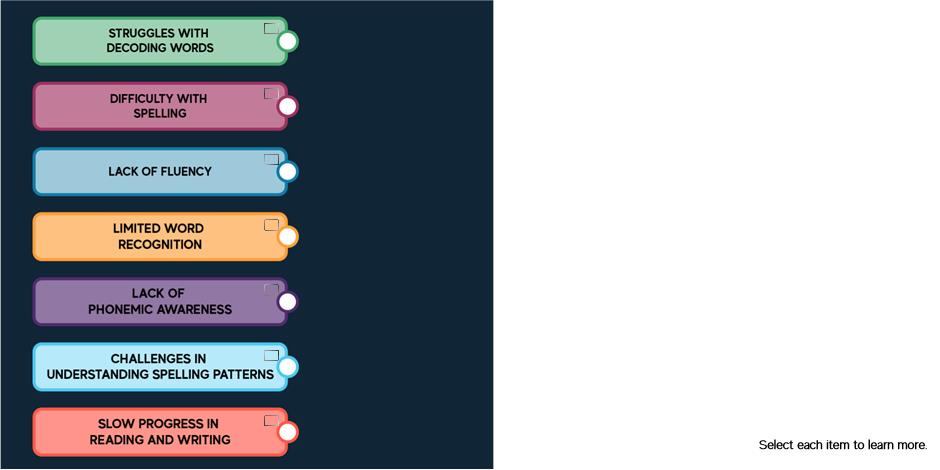 STRUGGLES WITH
DECODING WORDS
DIFFICULTY WITH
SPELLING
LACK OF FLUENCY
LIMITED WORD
RECOGNITION
LACK OF
PHONEMIC AWARENESS
CHALLENGES IN
UNDERSTANDING SPELLING PATTERNS
SLOW PROGRESS IN
READING AND WRITING
Select each item to learn more.